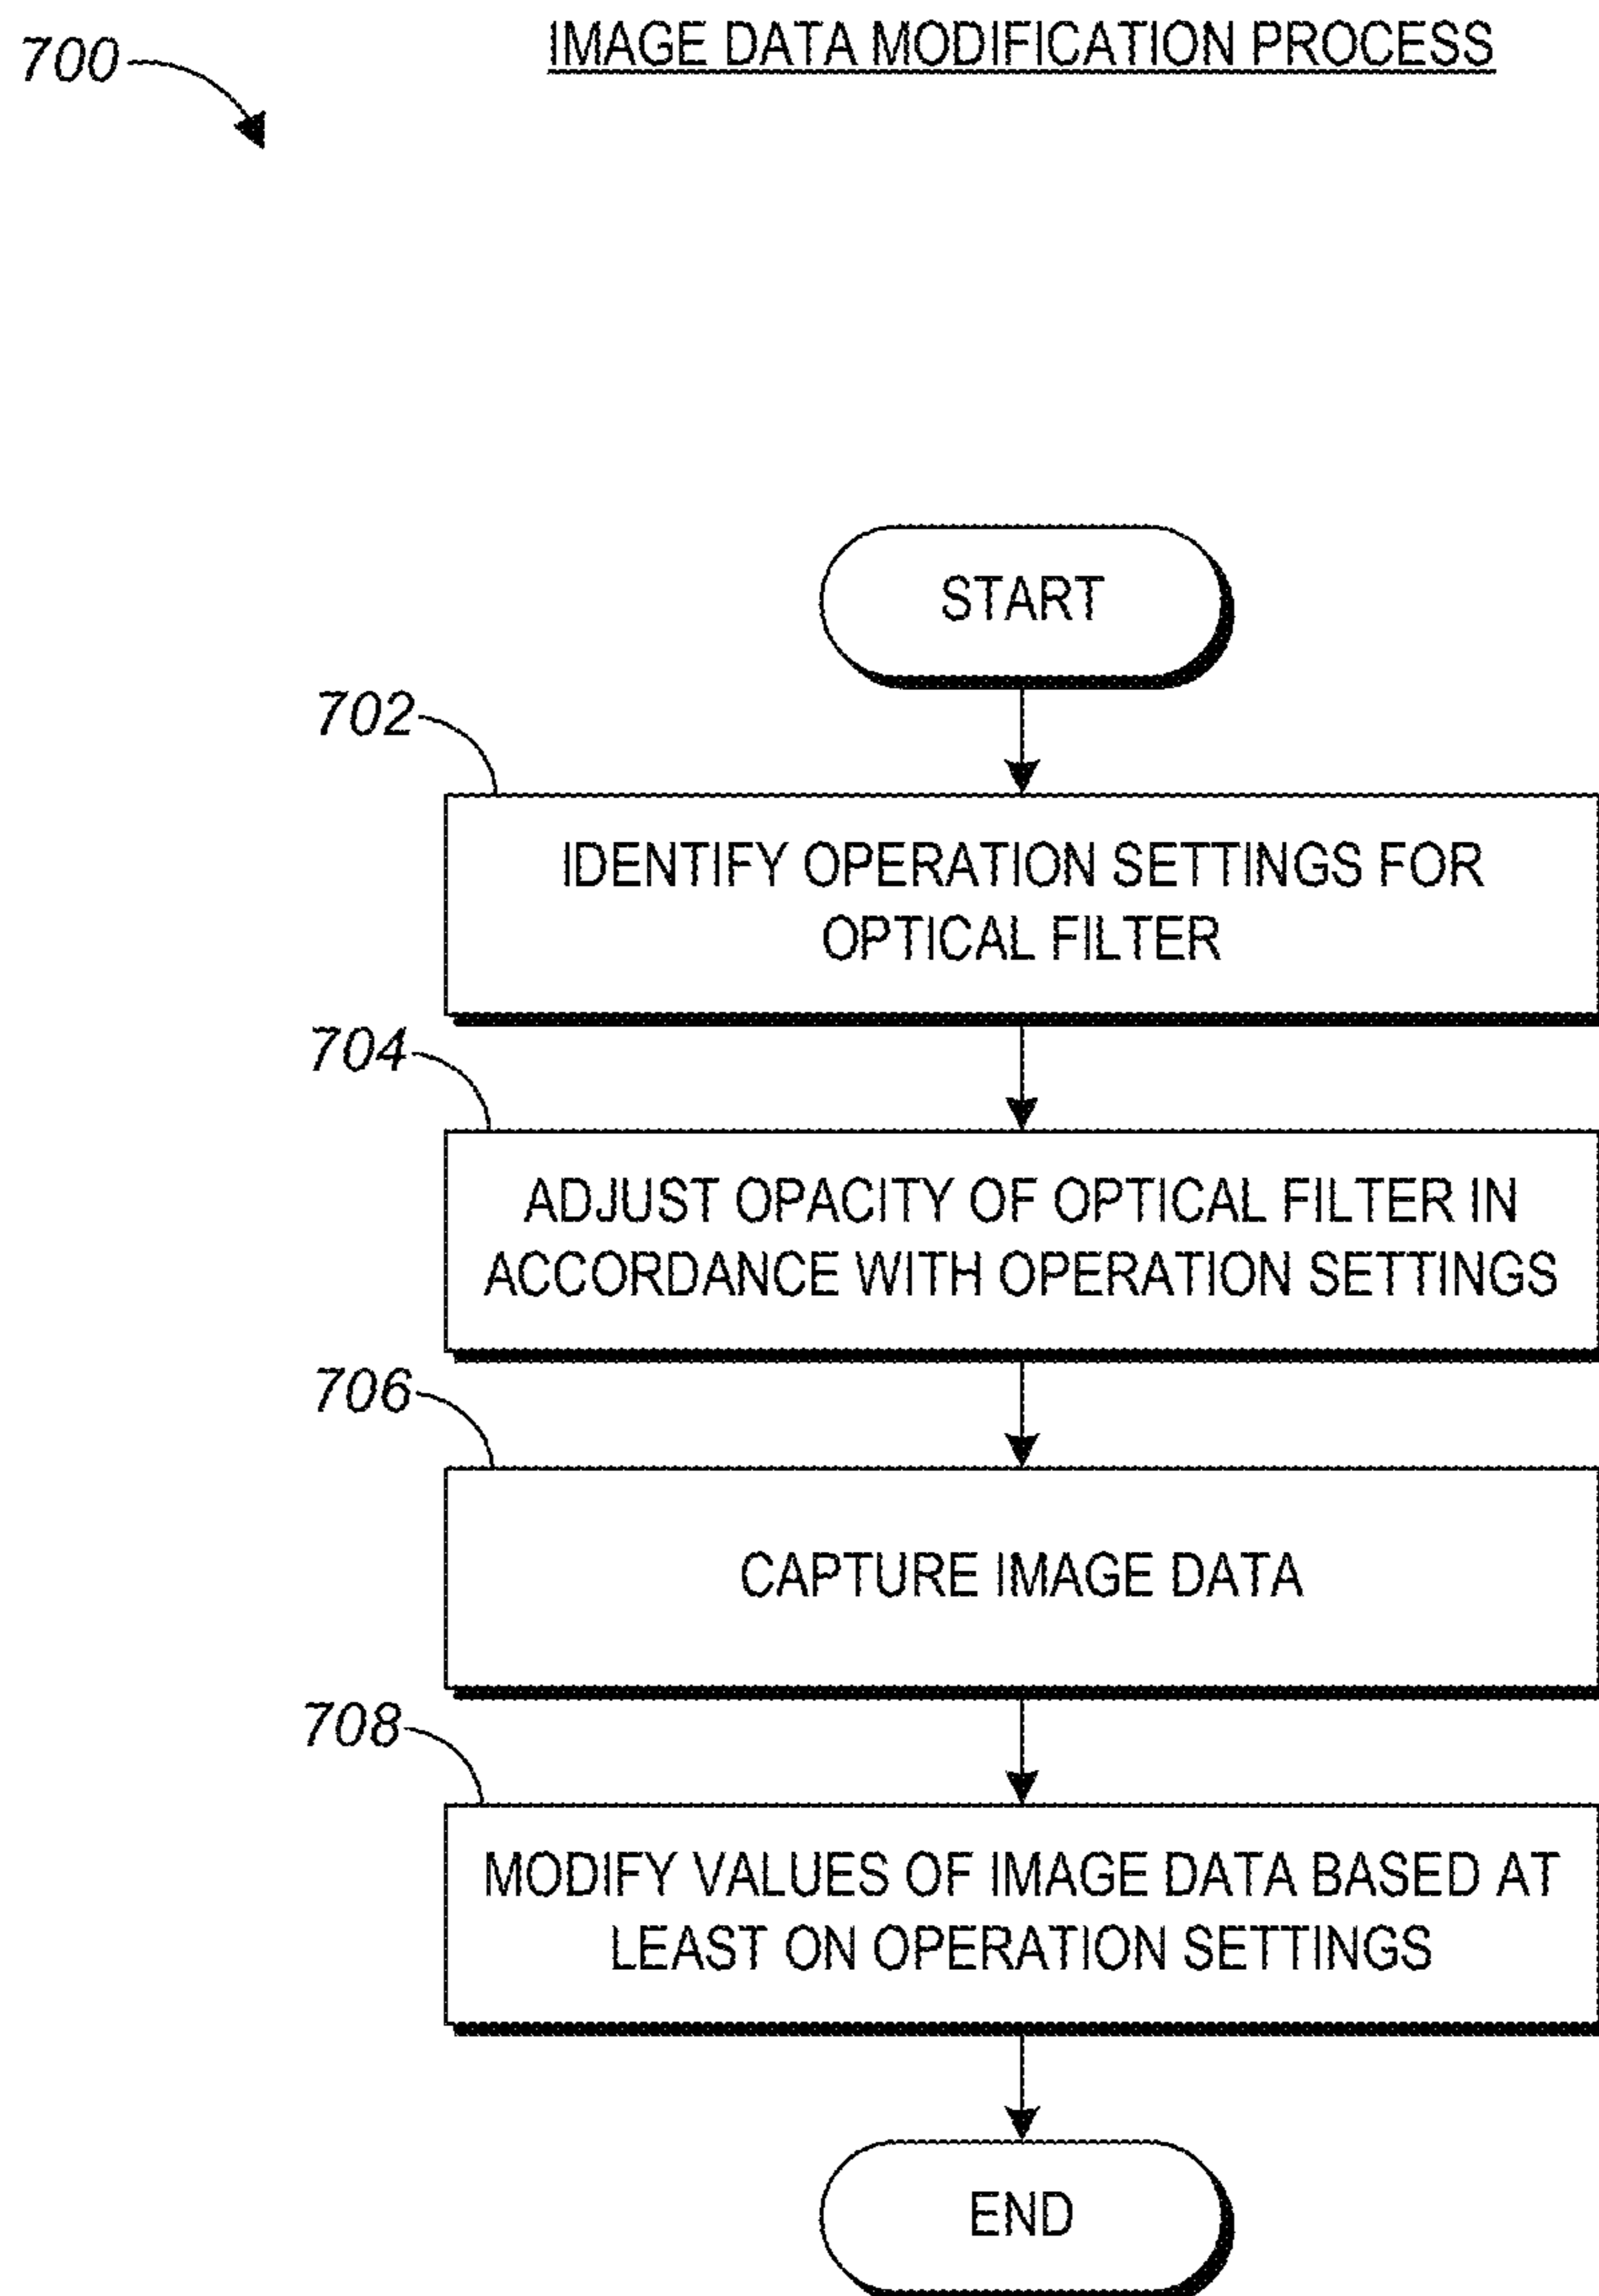 700
IMAGE DATA MODIFICATION PROCESS
START
702
IDENTIFY OPERATION SETTINGS FOR
OPTICAL FILTER
704
ADJUST OPACITY OF OPTICAL FILTER IN
ACCORDANCE WITH OPERATION SETTINGS
706
CAPTURE IMAGE DATA
708
MODIFY VALUES OF IMAGE DATA BASED AT
LEAST ON OPERATION SETTINGS
END